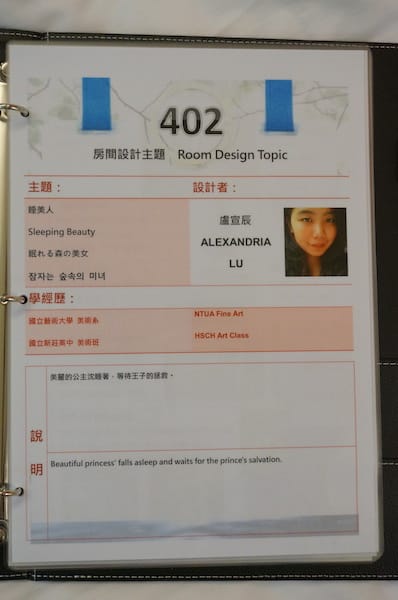 402
房間設計主題 Room Design Topic
主題：
設計者：
睡美人
Sleeping Beauty
眠れる森の美女
잠자는 숲속의 미녀
盧宣辰
ALEXANDRIA
LU
學經歷：
國立藝術大學 美術系
NTUA Fine Art
國立新莊高中 美術班
HSCH Art Class
說
明
美麗的公主沈睡著，等待王子的拯救。
Beautiful princess' falls asleep and waits for the prince's salvation.